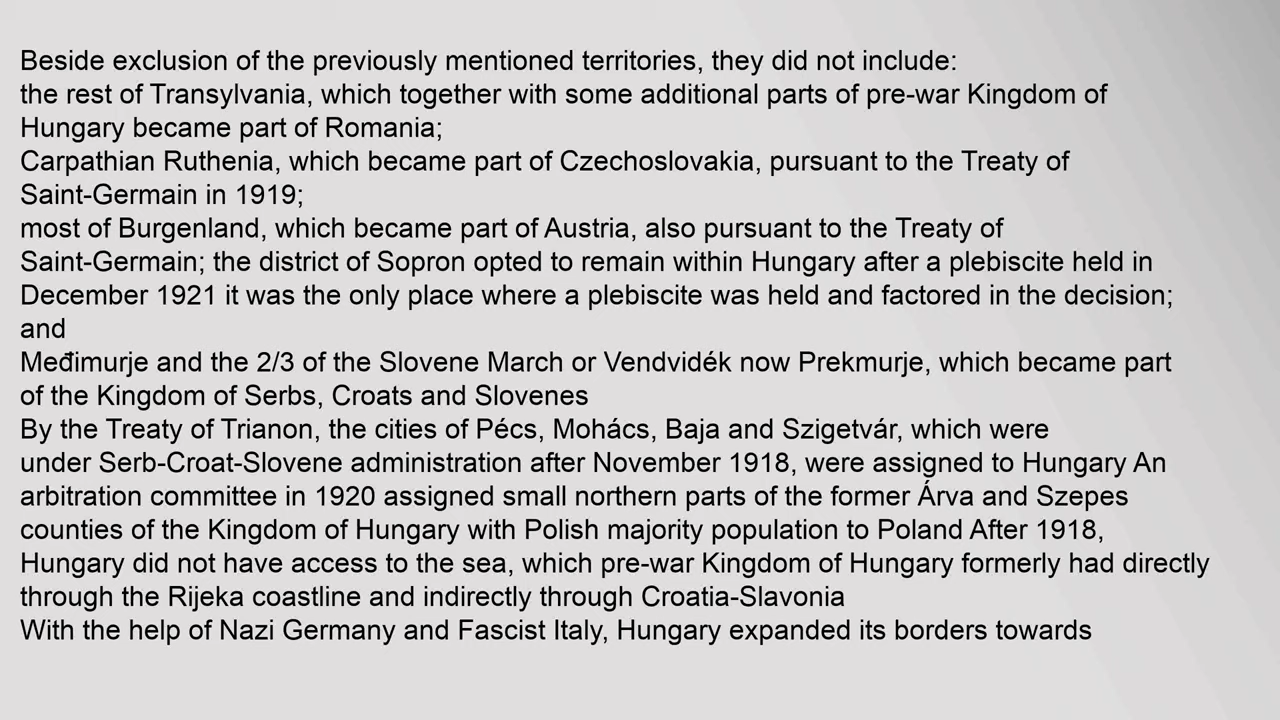 Beside exclusion of the previously mentioned territories, they did not include:
the rest of Transylvania, which together with some additional parts of pre-war Kingdom of
Hungary became part of Romania;
Carpathian Ruthenia, which became part of Czechoslovakia, pursuant to the Treaty of
Saint-Germain in 1919;
most of Burgenland, which became part of Austria, also pursuant to the Treaty of
Saint-Germain; the district of Sopron opted to remain within Hungary after a plebiscite held in
December 1921 it was the only place where a plebiscite was held and factored in the decision;
and
Međimurje and the 2/3 of the Slovene March or Vendvidék now Prekmurje, which became part
of the Kingdom of Serbs, Croats and Slovenes
By the Treaty of Trianon, the cities of Pécs, Mohács, Baja and Szigetvár, which were
under Serb-Croat-Slovene administration after November 1918, were assigned to Hungary An
arbitration committee in 1920 assigned small northern parts of the former Árva and Szepes
counties of the Kingdom of Hungary with Polish majority population to Poland After 1918,
Hungary did not have access to the sea, which pre-war Kingdom of Hungary formerly had directly
through the Rijeka coastline and indirectly through Croatia-Slavonia
With the help of Nazi Germany and Fascist Italy, Hungary expanded its borders towards